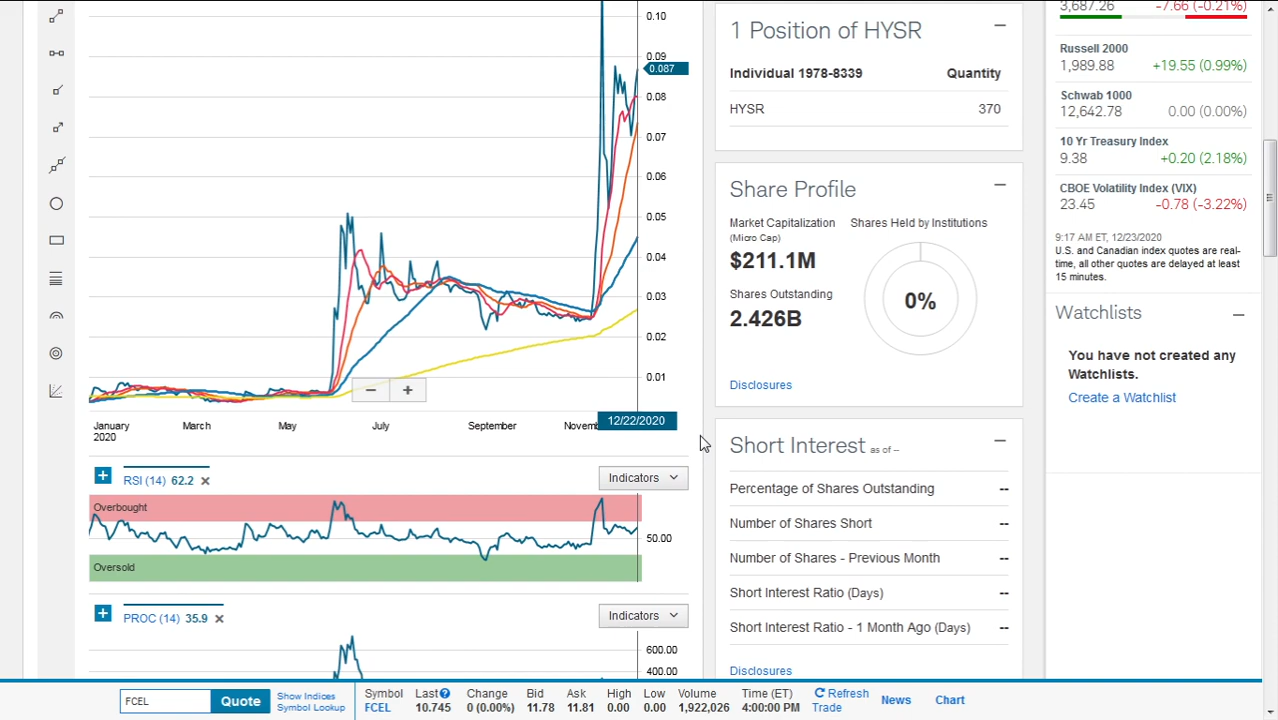 0.10
0.09
0.087
0.08
0.07
0.06
0.05
0.04
0.03
0.02
0.01
− +
January March May July September Novem 12/22/2020
2020
+ RSI (14) 62.2 × Indicators
Overbought
50.00
Oversold
+ PROC (14) 35.9 × Indicators
600.00
400.00
1 Position of HYSR
Individual 1978-8339 Quantity
HYSR 370
Share Profile
Market Capitalization Shares Held by Institutions
(Micro Cap)
$211.1M
Shares Outstanding
0%
2.426B
Disclosures
Short Interest as of --
Percentage of Shares Outstanding --
Number of Shares Short --
Number of Shares - Previous Month --
Short Interest Ratio (Days) --
Short Interest Ratio - 1 Month Ago (Days) --
Disclosures
3,687.26 -7.66 (-0.21%)
Russell 2000
1,989.88 +19.55 (0.99%)
Schwab 1000
12,642.78 0.00 (0.00%)
10 Yr Treasury Index
9.38 +0.20 (2.18%)
CBOE Volatility Index (VIX)
23.45 -0.78 (-3.22%)
9:17 AM ET, 12/23/2020
U.S. and Canadian index quotes are real-
time, all other quotes are delayed at least
15 minutes.
Watchlists
You have not created any
Watchlists.
Create a Watchlist
FCEL Quote Show Indices
Symbol Lookup
Symbol Last Change Bid Ask High Low Volume Time (ET) Refresh
FCEL 10.745 0 (0.00%) 11.78 11.81 0.00 0.00 1,922,026 4:00:00 PM Trade
News Chart